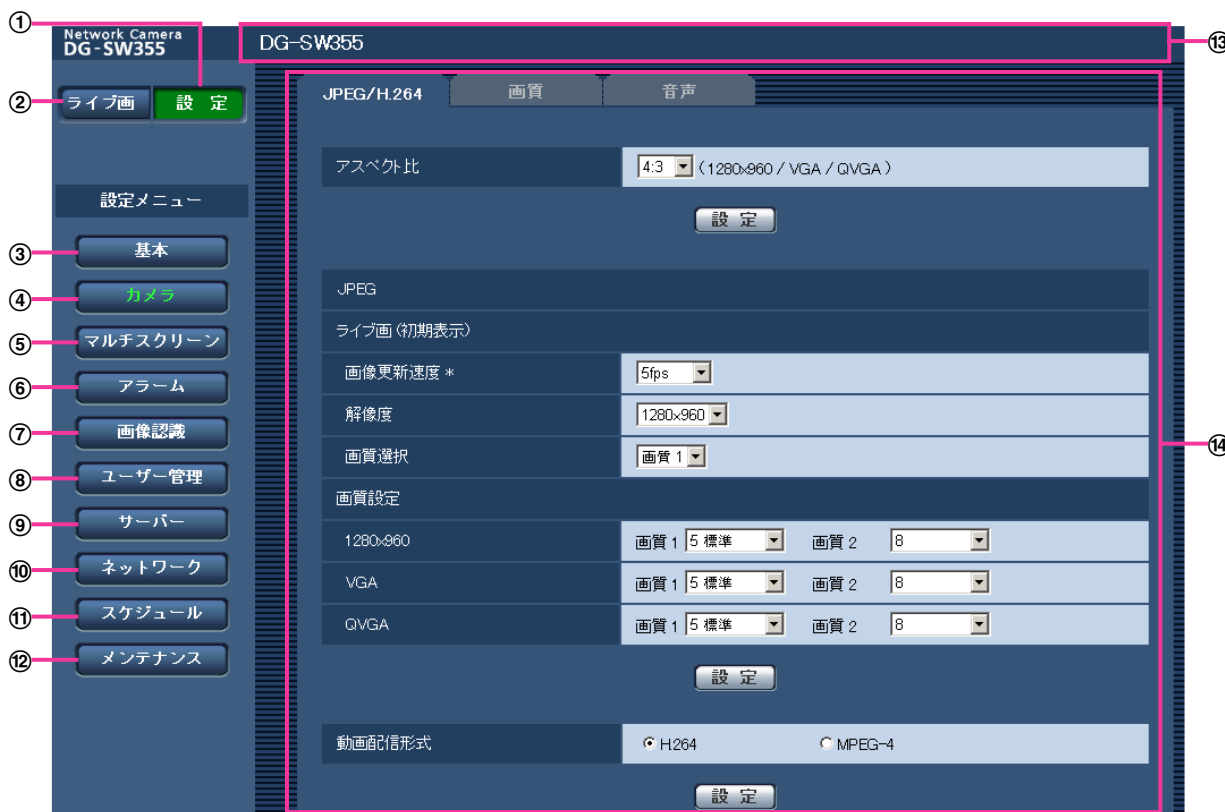 ①
Network Camera
DG-SW355
DG-SW355
⑬
② ライブ画 設 定
JPEG/H.264 画質 音声
アスペクト比 4:3 (1280x960 / VGA / QVGA)
設 定
設定メニュー
③ 基本
④ カメラ
⑤ マルチスクリーン
⑥ アラーム
⑦ 画像認識
⑧ ユーザー管理
⑨ サーバー
⑩ ネットワーク
⑪ スケジュール
⑫ メンテナンス
JPEG
ライブ画(初期表示)
画像更新速度 * 5fps
解像度 1280x960
⑭
画質選択 画質 1
画質設定
1280x960 画質 1 5 標準 画質 2 8
VGA 画質 1 5 標準 画質 2 8
QVGA 画質 1 5 標準 画質 2 8
設 定
動画配信形式 H.264 MPEG-4
設 定